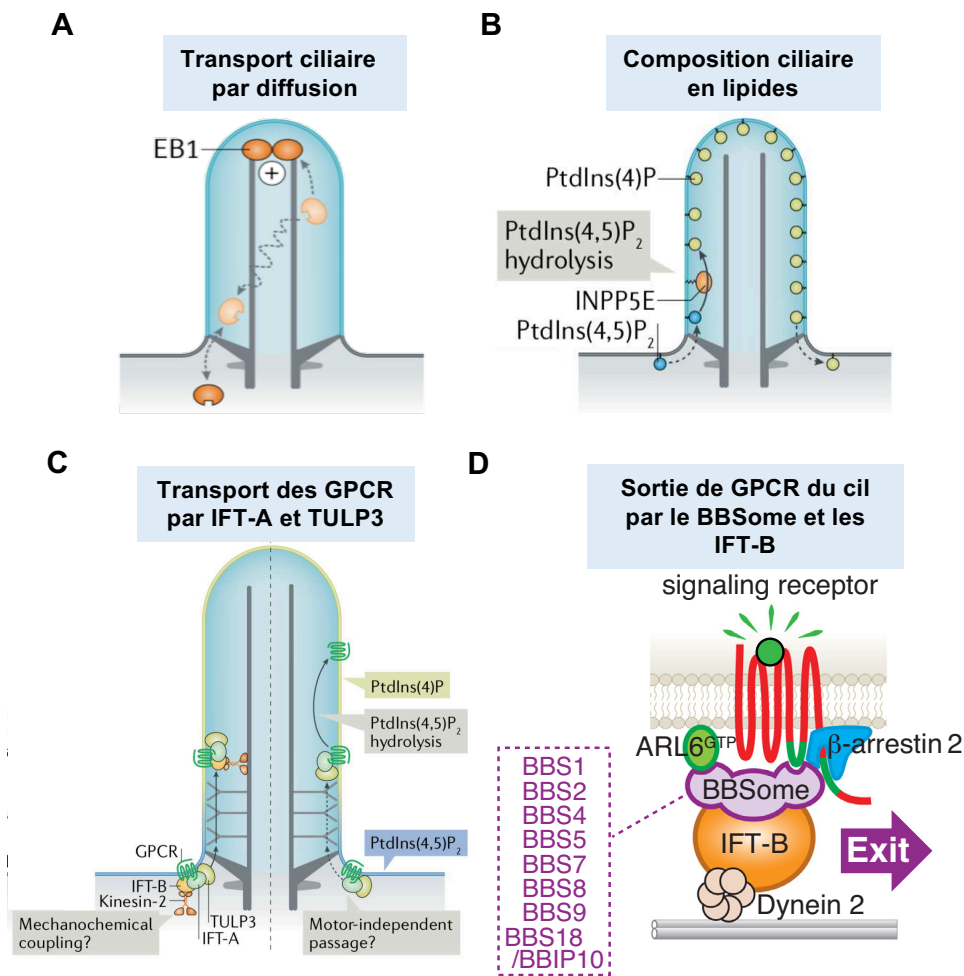 A
Transport ciliaire
par diffusion
EB1
+
B
Composition ciliaire
en lipides
PtdIns(4)P
PtdIns(4,5)P2
hydrolysis
INPP5E
PtdIns(4,5)P2
C
Transport des GPCR
par IFT-A et TULP3
PtdIns(4)P
PtdIns(4,5)P2
hydrolysis
PtdIns(4,5)P2
GPCR
IFT-B
Kinesin-2
TULP3
IFT-A
Mechanochemical
coupling?
Motor-independent
passage?
D
Sortie de GPCR du cil
par le BBSome et les
IFT-B
signaling receptor
ARL6GTP
β-arrestin 2
BBSome
IFT-B
Exit
Dynein 2
BBS1
BBS2
BBS4
BBS5
BBS7
BBS8
BBS9
BBS18
/BBIP10